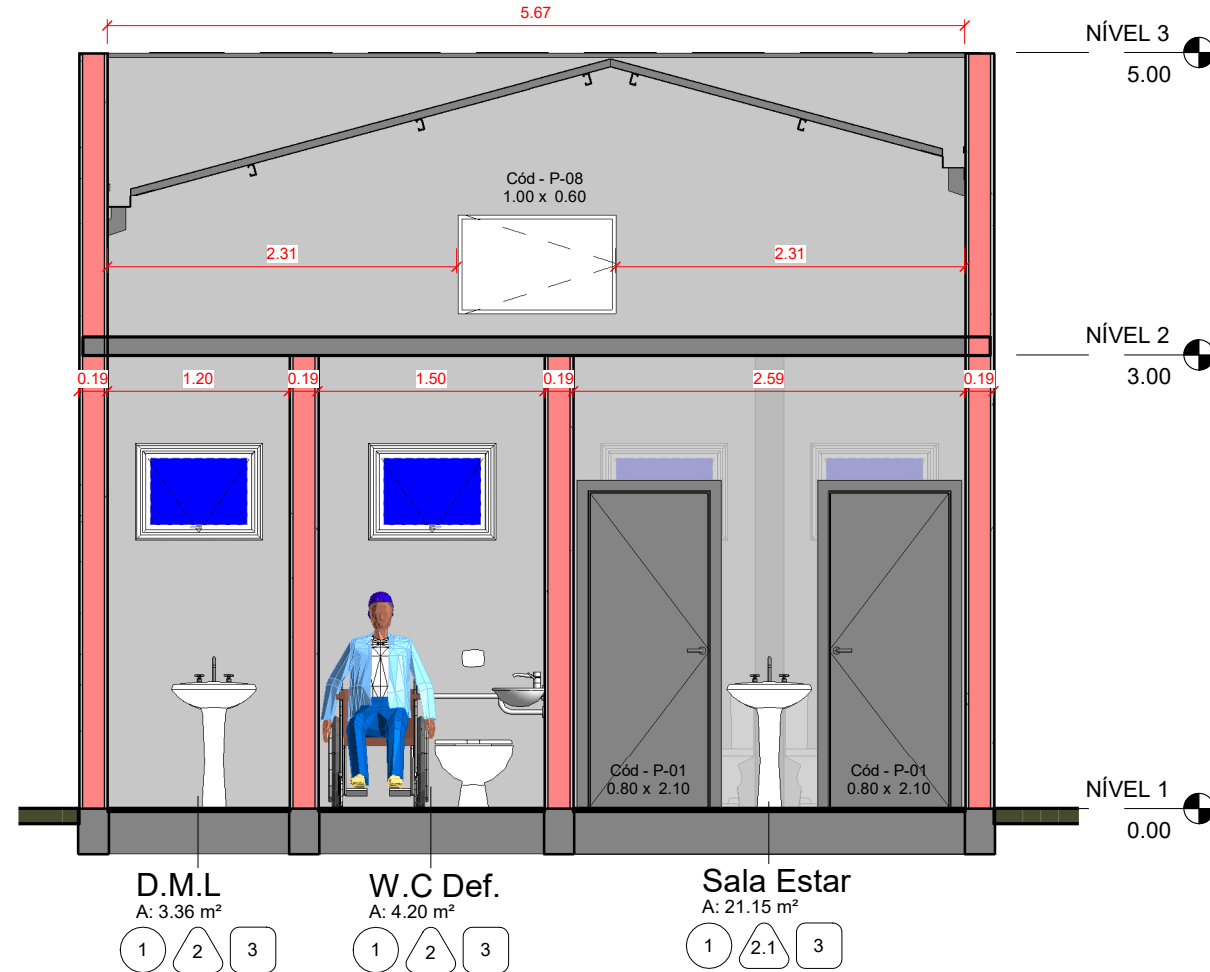 5.67
NÍVEL 3
5.00
Cód - P-08
1.00 x 0.60
2.31
2.31
NÍVEL 2
3.00
0.19
1.20
0.19
1.50
0.19
2.59
0.19
Cód - P-01
0.80 x 2.10
Cód - P-01
0.80 x 2.10
NÍVEL 1
0.00
D.M.L
A: 3.36 m²
1
2
3
W.C Def.
A: 4.20 m²
1
2
3
Sala Estar
A: 21.15 m²
1
2.1
3